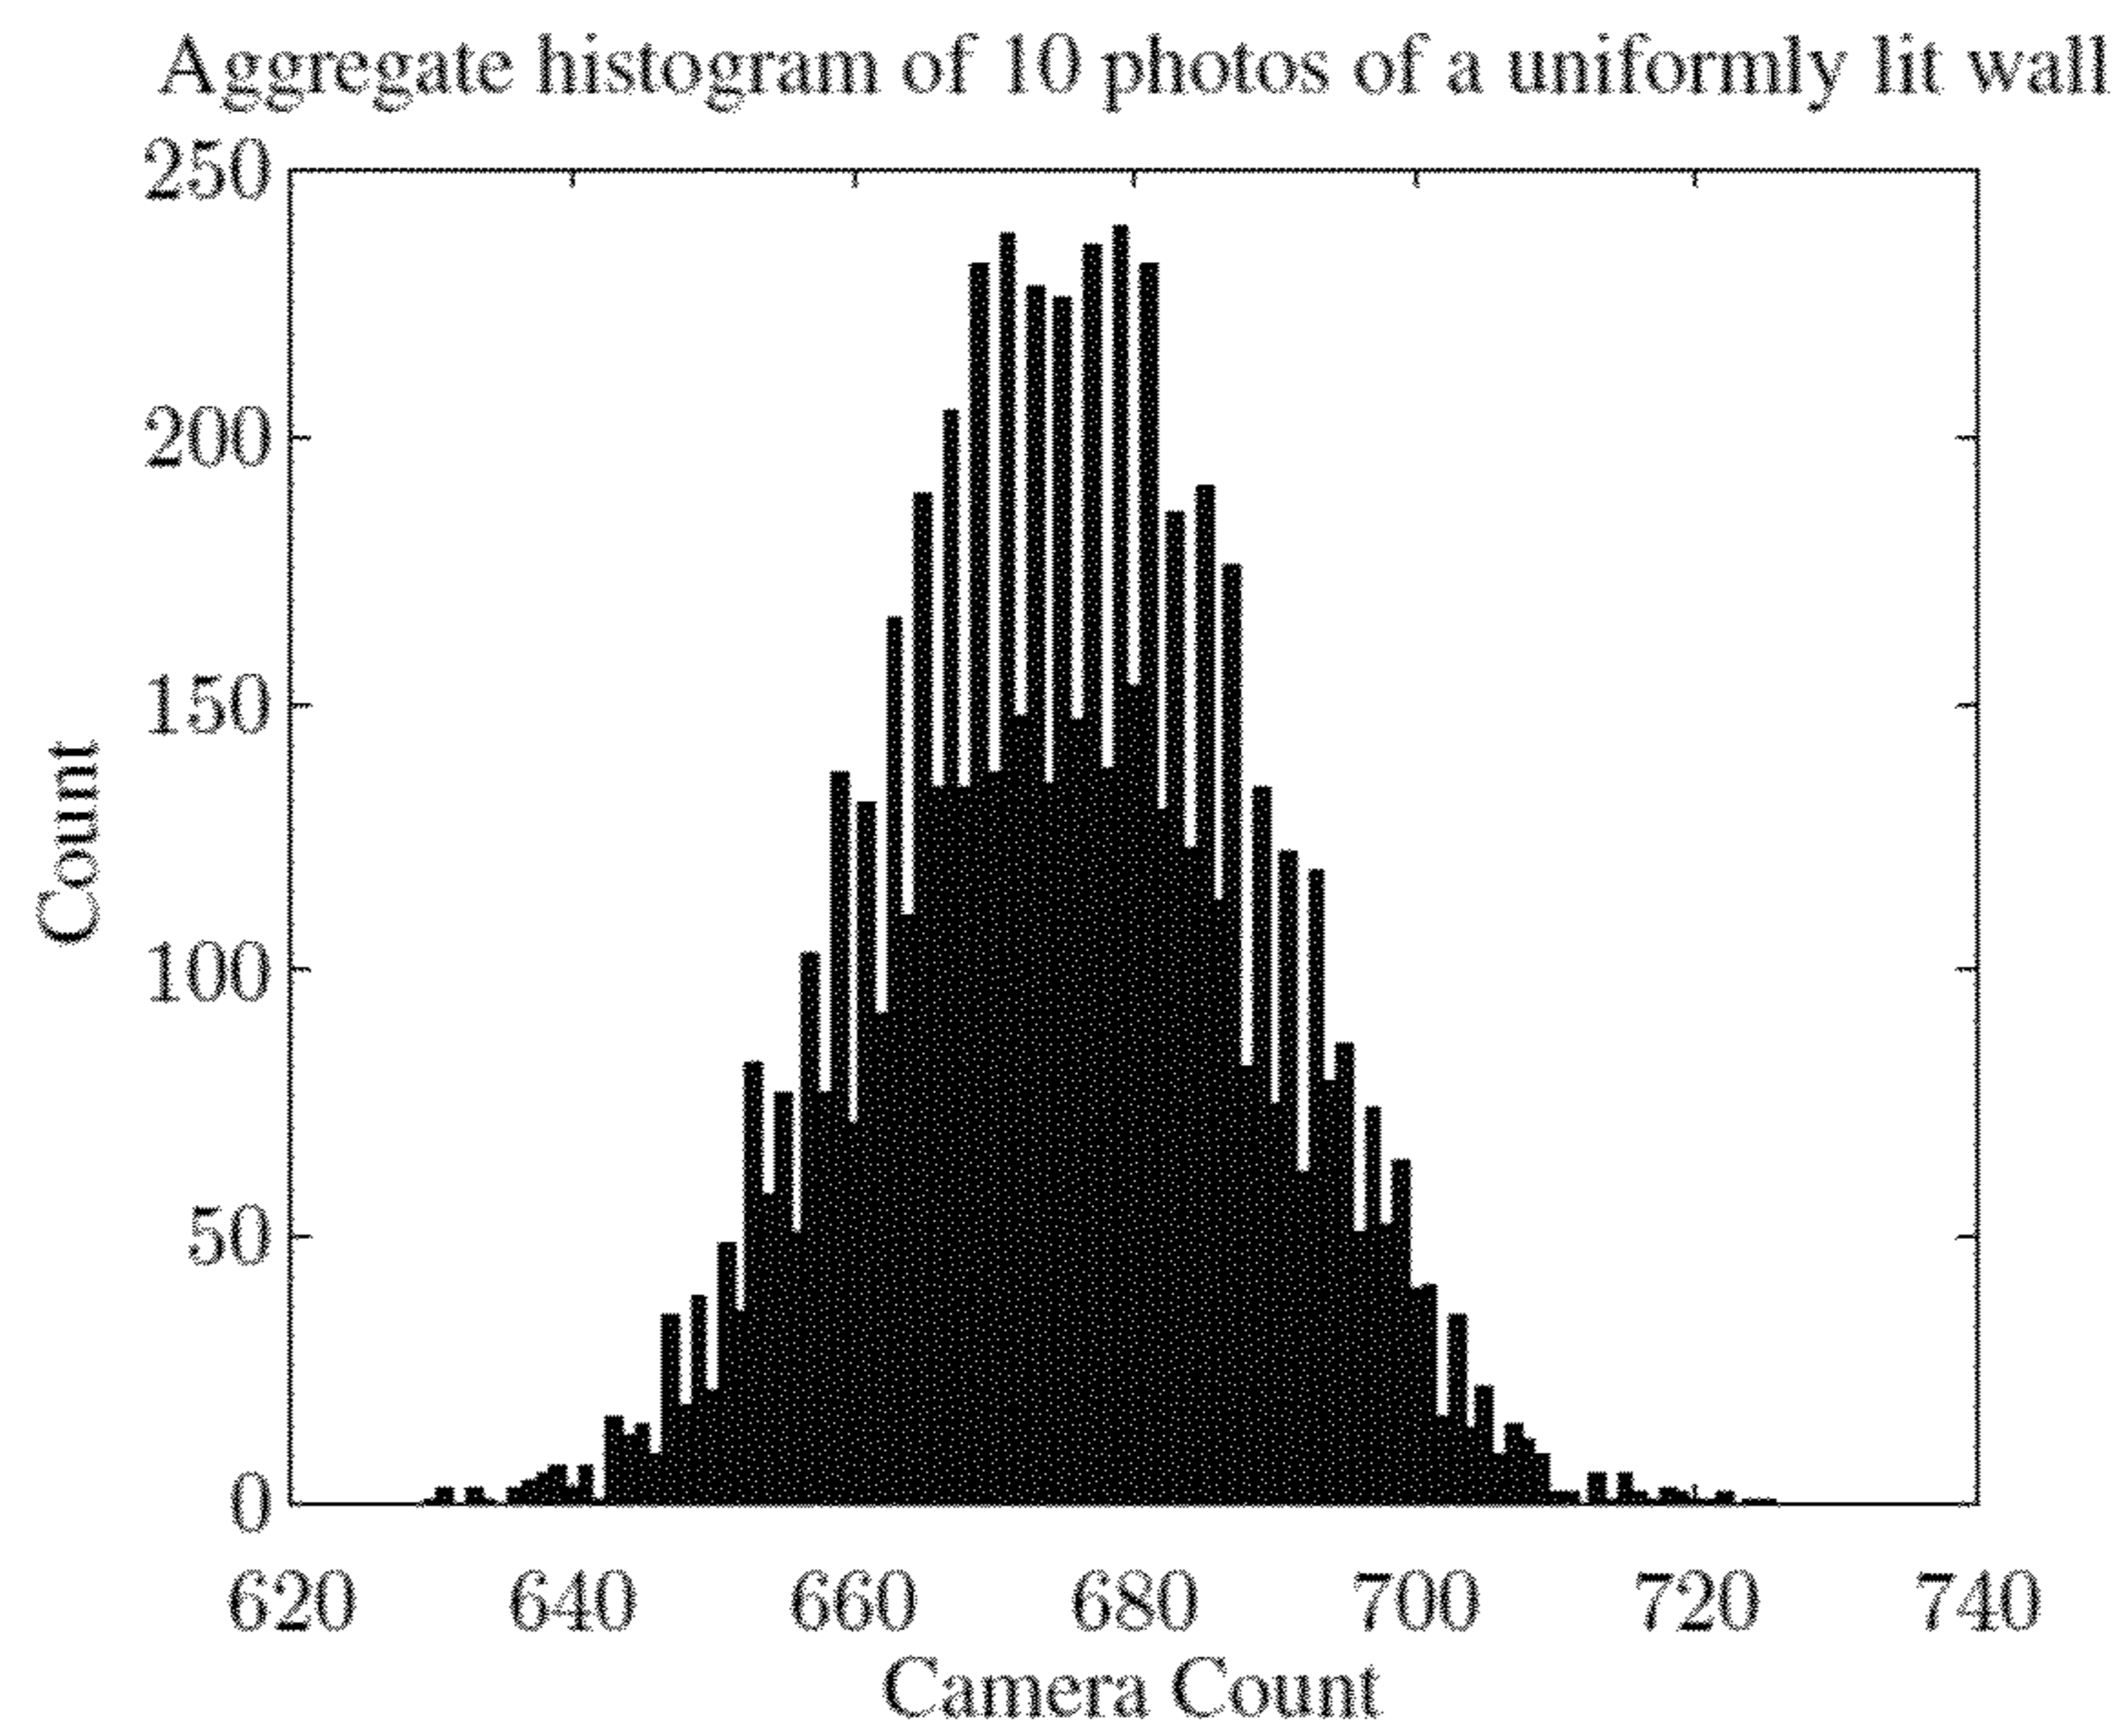 Aggregate histogram of 10 photos of a uniformly lit wall
250
200
150
100
50
0
Count
620 640 660 680 700 720 740
Camera Count